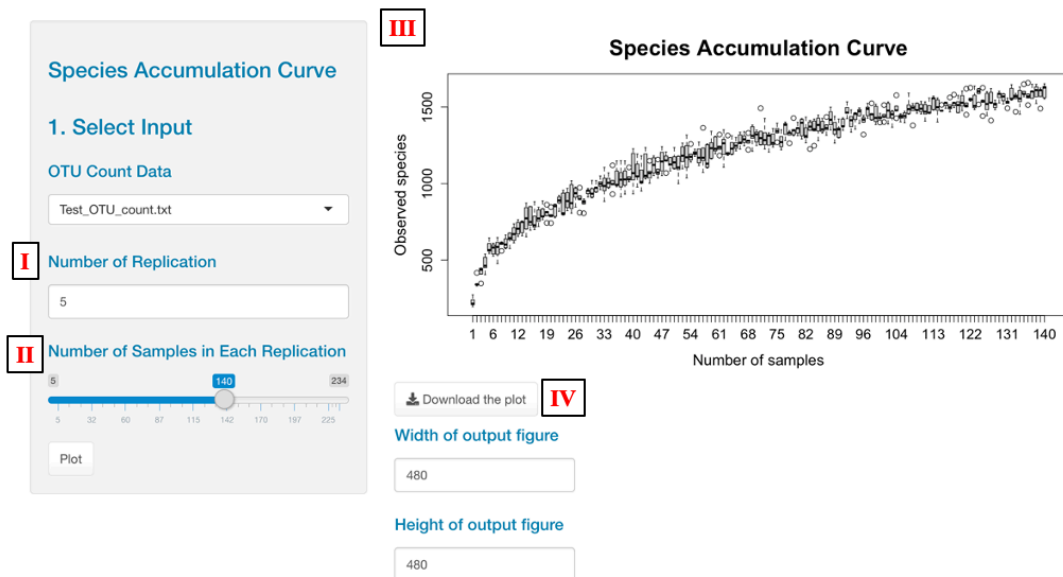 Species Accumulation Curve
1. Select Input
OTU Count Data
Test_OTU_count.txt
I
Number of Replication
5
II
Number of Samples in Each Replication
5 140 234
5 32 60 87 115 142 170 197 225
Plot
III
Species Accumulation Curve
Observed species
1500
1000
500
1 6 12 19 26 33 40 47 54 61 68 75 82 89 96 104 113 122 131 140
Number of samples
Download the plot
IV
Width of output figure
480
Height of output figure
480